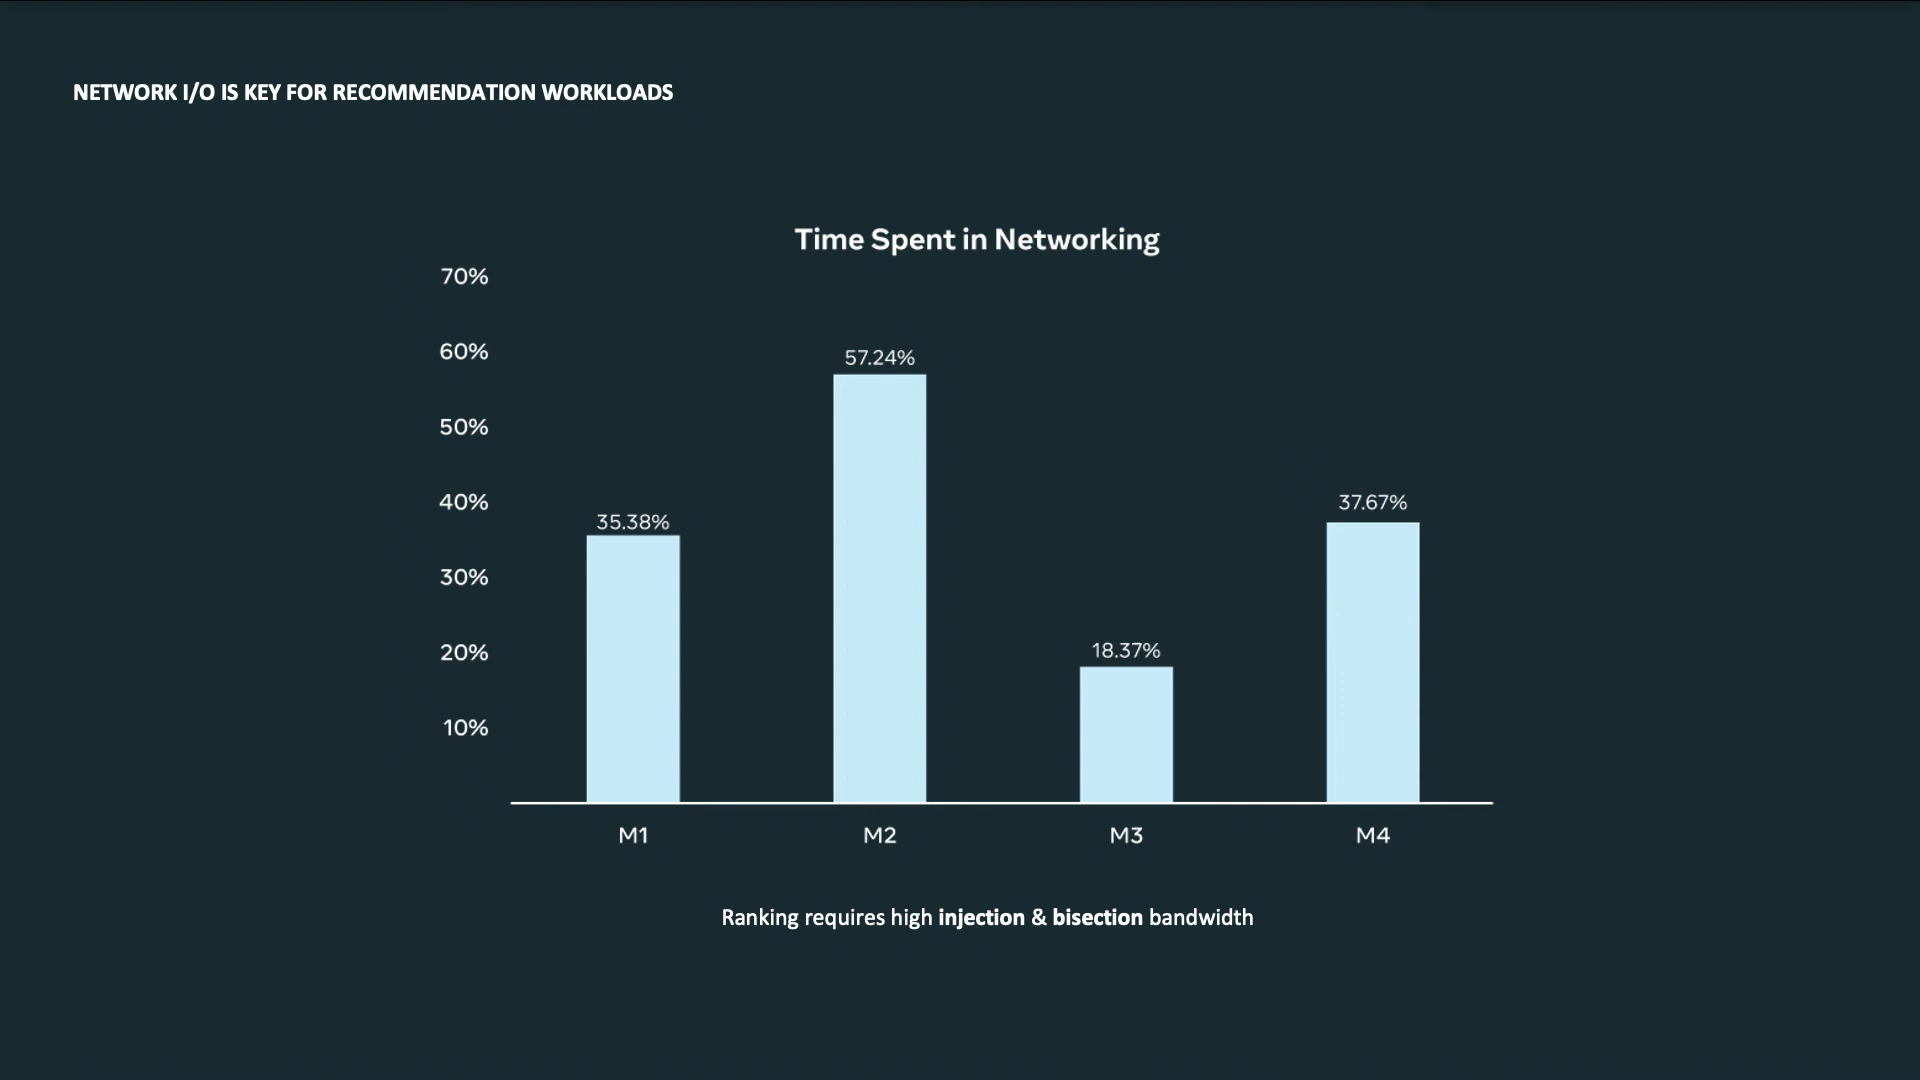 NETWORK I/O IS KEY FOR RECOMMENDATION WORKLOADS
Time Spent in Networking
70%
60%
50%
40%
30%
20%
10%
35.38%
57.24%
18.37%
37.67%
M1
M2
M3
M4
Ranking requires high injection & bisection bandwidth